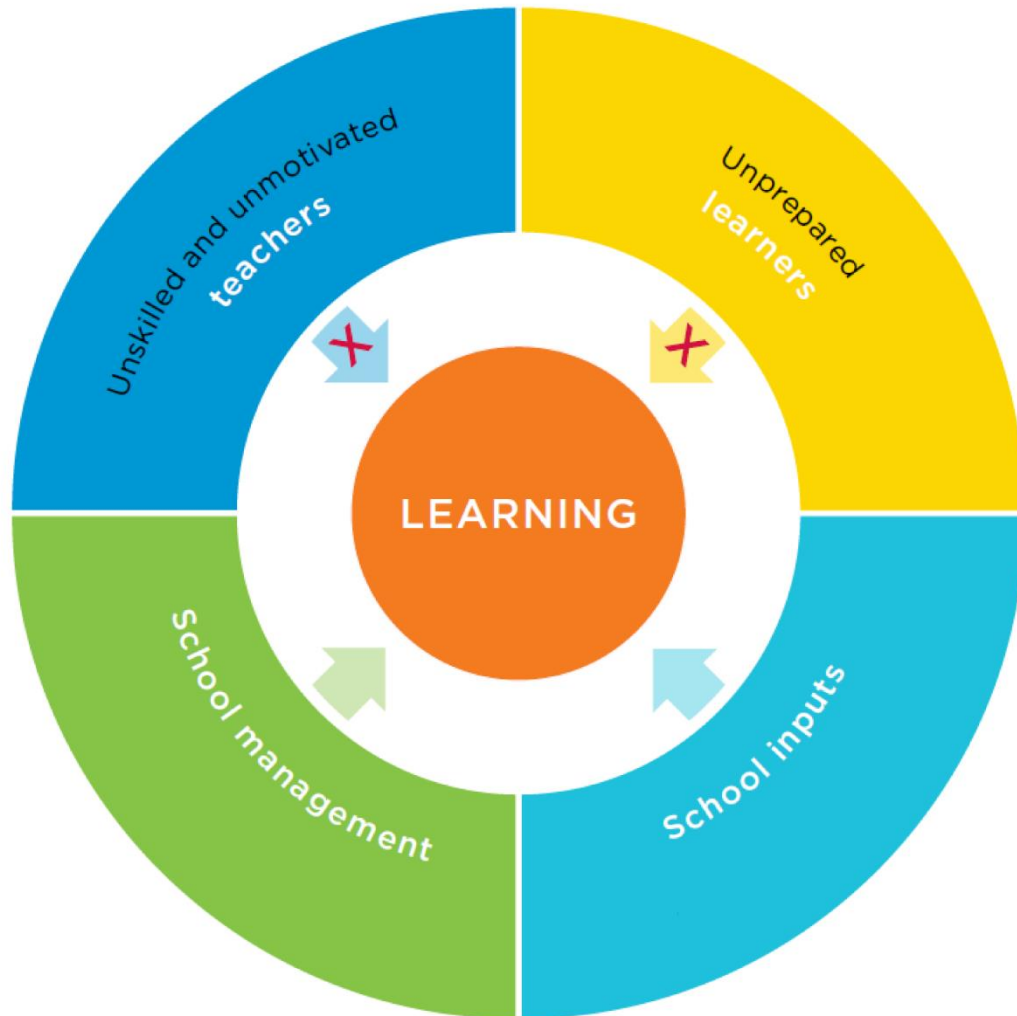 Unskilled and unmotivated
teachers
Unprepared
learners
LEARNING
School management
School inputs